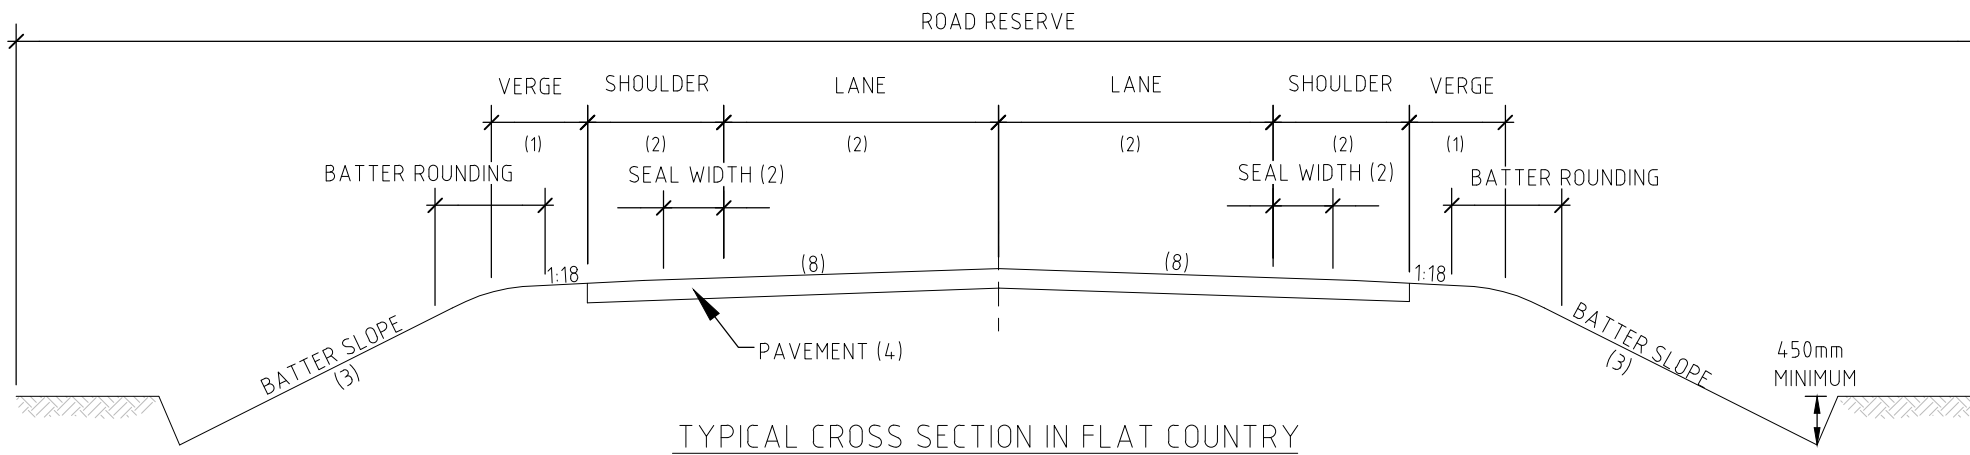 ROAD RESERVE
VERGE SHOULDER LANE LANE SHOULDER VERGE
(1) (2) (2) (2) (2) (1)
BATTER ROUNDING SEAL WIDTH (2) SEAL WIDTH (2) BATTER ROUNDING
1:18 (8) (8) 1:18
BATTER SLOPE
(3)
PAVEMENT (4)
BATTER SLOPE
(3)
450mm
MINIMUM
TYPICAL CROSS SECTION IN FLAT COUNTRY